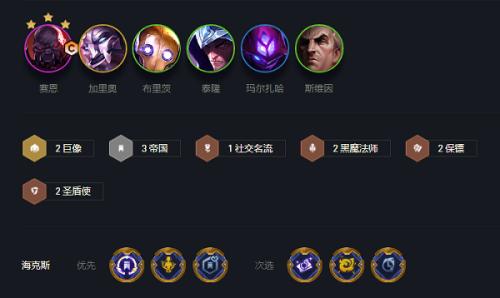 赛恩 加里奥 布里茨 泰隆 玛尔扎哈 斯维因
2 巨像 3 帝国 1 社交名流 2 黑魔法师 2 保镖
2 圣盾使
海克斯 优先 次选